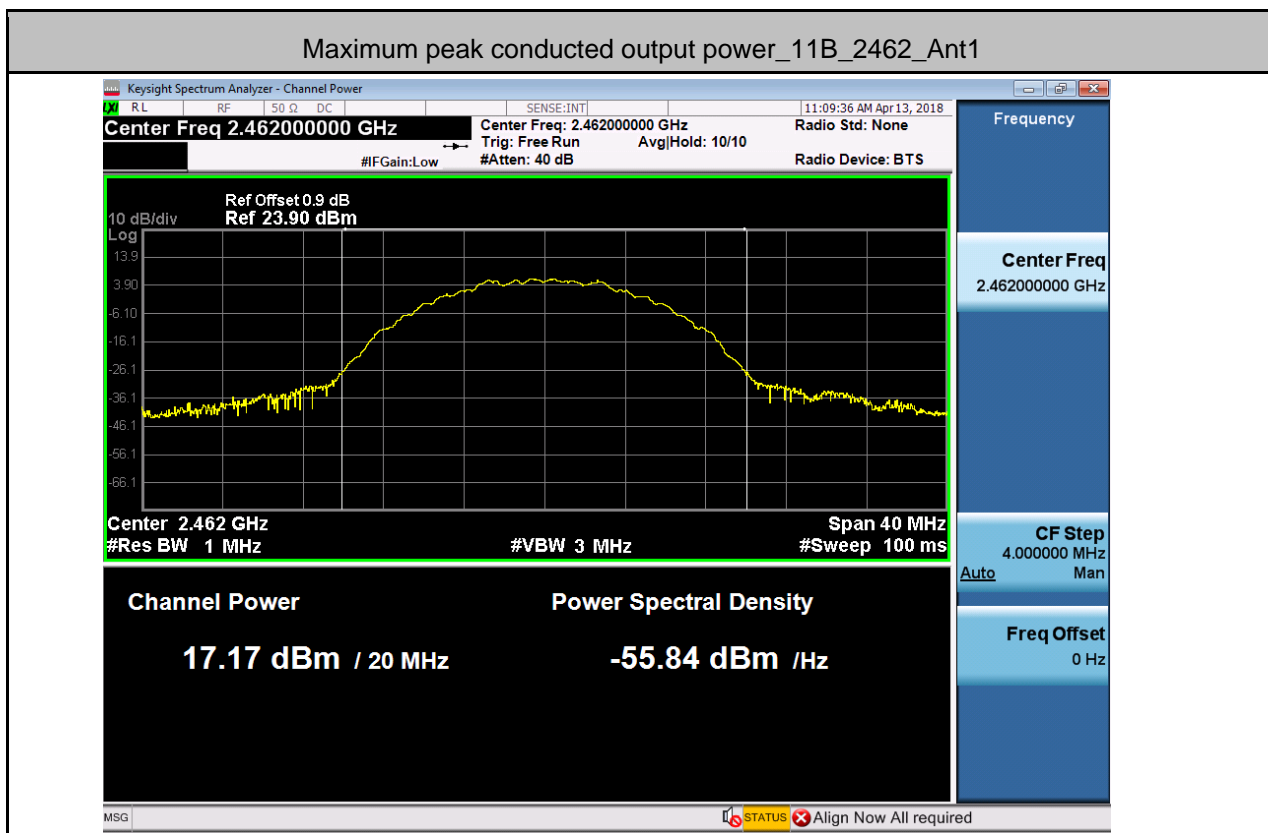 Maximum peak conducted output power_11B_2462_Ant1
Keysight Spectrum Analyzer - Channel Power
LXI RL RF 50 Ω DC SENSE:INT 11:09:36 AM Apr 13, 2018
Center Freq 2.462000000 GHz
Center Freq: 2.462000000 GHz
Radio Std: None
Trig: Free Run Avg|Hold: 10/10
#IFGain:Low
#Atten: 40 dB
Radio Device: BTS
Ref Offset 0.9 dB
10 dB/div Ref 23.90 dBm
Log
13.9
3.90
-6.10
-16.1
-26.1
-36.1
-46.1
-56.1
-66.1
Center 2.462 GHz Span 40 MHz
#Res BW 1 MHz #VBW 3 MHz #Sweep 100 ms
Channel Power Power Spectral Density
17.17 dBm / 20 MHz -55.84 dBm /Hz
Frequency
Center Freq
2.462000000 GHz
CF Step
4.000000 MHz
Auto Man
Freq Offset
0 Hz
MSG STATUS Align Now All required